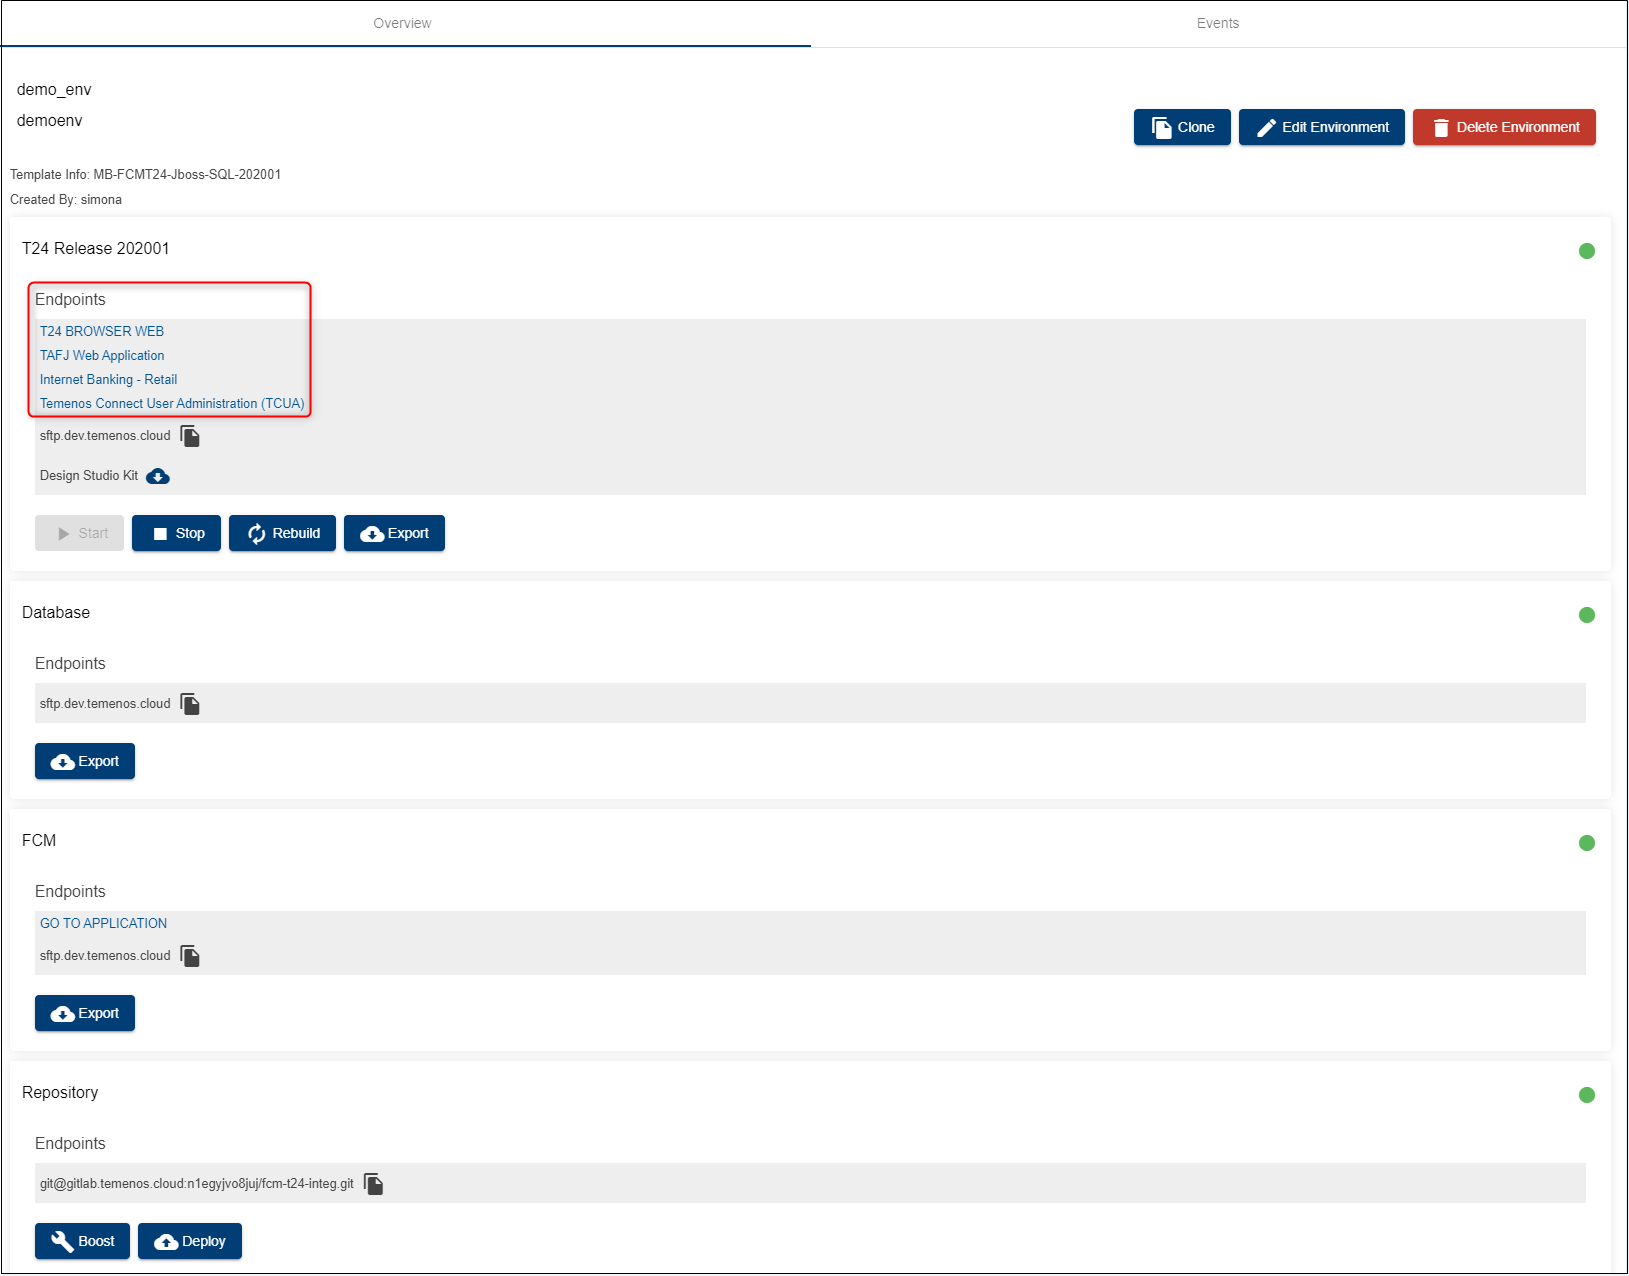 Overview Events
demo_env
demoenv
Clone Edit Environment Delete Environment
Template Info: MB-FCMT24-Jboss-SQL-202001
Created By: simona
T24 Release 202001
Endpoints
T24 BROWSER WEB
TAFJ Web Application
Internet Banking - Retail
Temenos Connect User Administration (TCUA)
sftp.dev.temenos.cloud
Design Studio Kit
Start Stop Rebuild Export
Database
Endpoints
sftp.dev.temenos.cloud
Export
FCM
Endpoints
GO TO APPLICATION
sftp.dev.temenos.cloud
Export
Repository
Endpoints
git@gitlab.temenos.cloud:n1egyjvo8juj/fcm-t24-integ.git
Boost Deploy